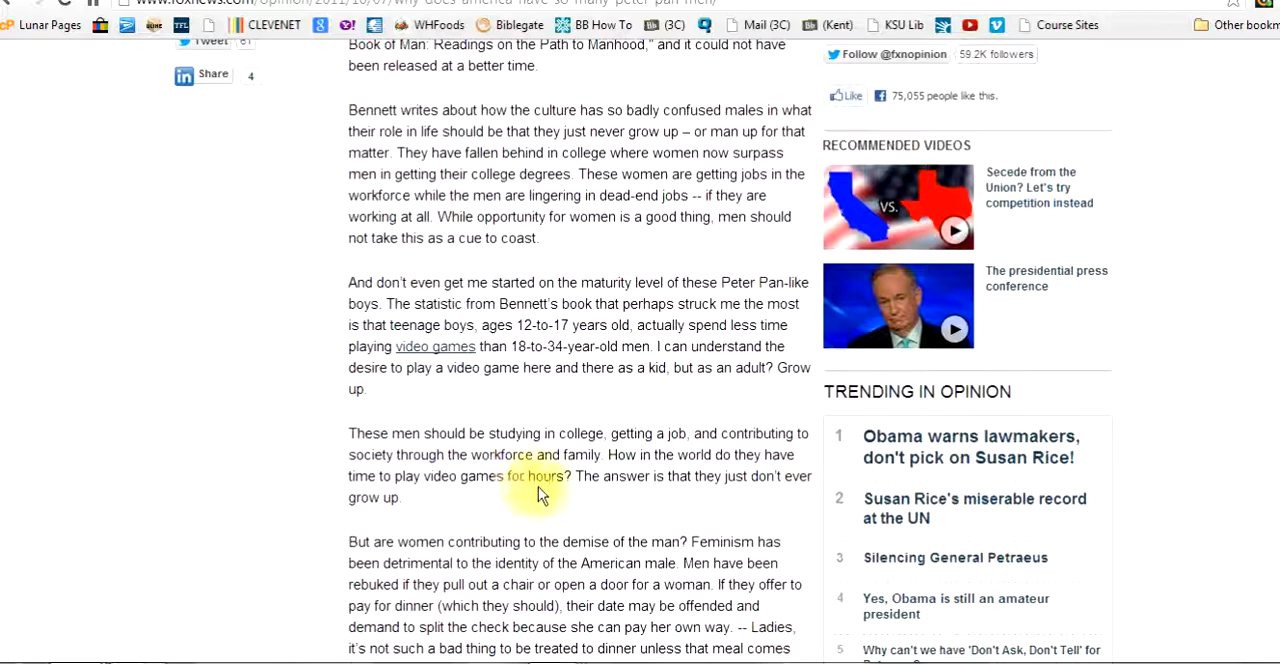 www.foxnews.com/opinion/2011/10/07/why-does-america-have-so-many-peter-pan-men/
Lunar Pages
CLEVENET
WHFoods
Biblegate
BB How To
(3C)
Mail (3C)
(Kent)
KSU Lib
Course Sites
Other bookm
Tweet
Share
4
Book of Man: Readings on the Path to Manhood," and it could not have
been released at a better time.
Bennett writes about how the culture has so badly confused males in what
their role in life should be that they just never grow up – or man up for that
matter. They have fallen behind in college where women now surpass
men in getting their college degrees. These women are getting jobs in the
workforce while the men are lingering in dead-end jobs -- if they are
working at all. While opportunity for women is a good thing, men should
not take this as a cue to coast.
And don't even get me started on the maturity level of these Peter Pan-like
boys. The statistic from Bennett's book that perhaps struck me the most
is that teenage boys, ages 12-to-17 years old, actually spend less time
playing video games than 18-to-34-year-old men. I can understand the
desire to play a video game here and there as a kid, but as an adult? Grow
up.
These men should be studying in college, getting a job, and contributing to
society through the workforce and family. How in the world do they have
time to play video games for hours? The answer is that they just don't ever
grow up.
But are women contributing to the demise of the man? Feminism has
been detrimental to the identity of the American male. Men have been
rebuked if they pull out a chair or open a door for a woman. If they offer to
pay for dinner (which they should), their date may be offended and
demand to split the check because she can pay her own way. -- Ladies,
it's not such a bad thing to be treated to dinner unless that meal comes
Follow @fxnopinion
59.2K followers
Like
75,055 people like this.
RECOMMENDED VIDEOS
VS.
Secede from the
Union? Let's try
competition instead
The presidential press
conference
TRENDING IN OPINION
1 Obama warns lawmakers,
don't pick on Susan Rice!
2 Susan Rice's miserable record
at the UN
3 Silencing General Petraeus
4 Yes, Obama is still an amateur
president
5 Why can't we have 'Don't Ask, Don't Tell' for